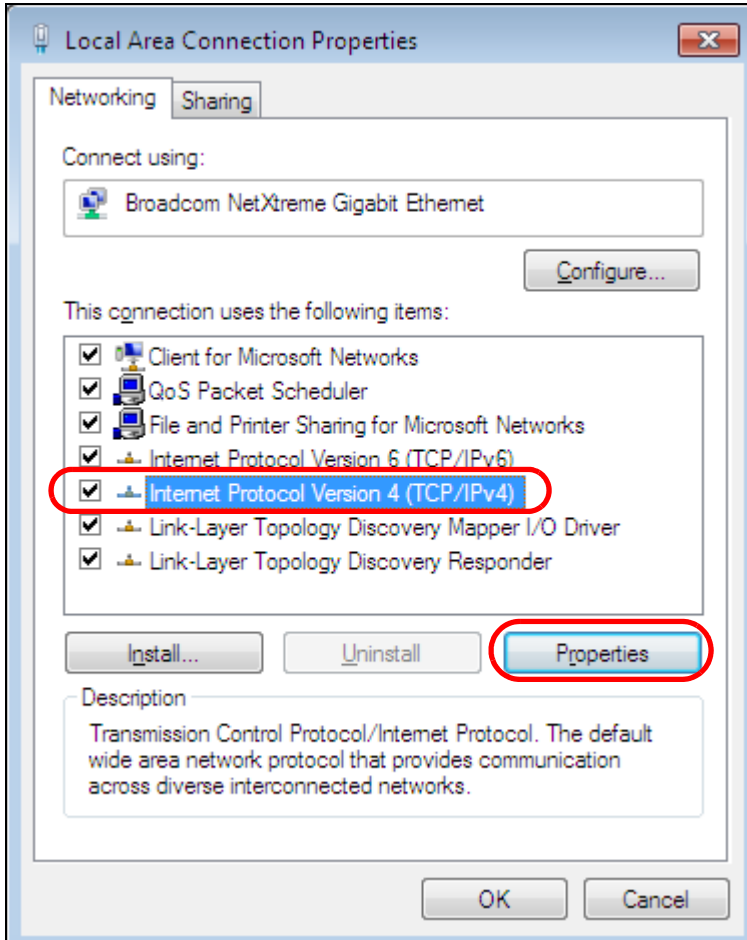 Local Area Connection Properties
Networking
Sharing
Connect using:
Broadcom NetXtreme Gigabit Ethernet
Configure...
This connection uses the following items:
Client for Microsoft Networks
QoS Packet Scheduler
File and Printer Sharing for Microsoft Networks
Internet Protocol Version 6 (TCP/IPv6)
Internet Protocol Version 4 (TCP/IPv4)
Link-Layer Topology Discovery Mapper I/O Driver
Link-Layer Topology Discovery Responder
Install...
Uninstall
Properties
Description
Transmission Control Protocol/Internet Protocol. The default
wide area network protocol that provides communication
across diverse interconnected networks.
OK
Cancel